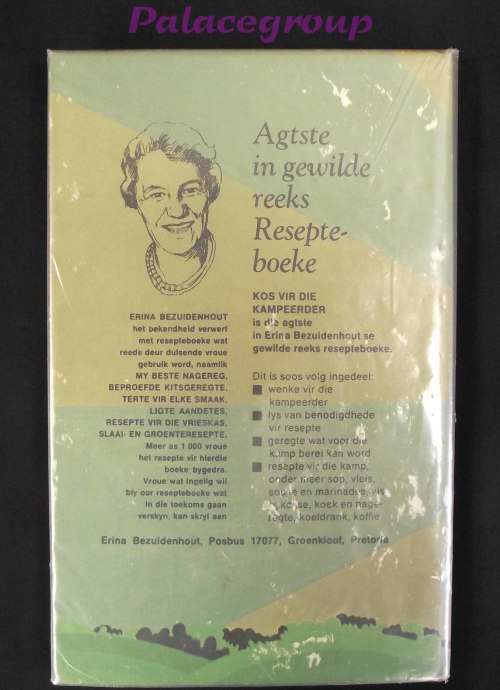 Palacegroup
Agtste
in gewilde
reeks
Resepte-
boeke
KOS VIR DIE
KAMPEERDER
is die agtste
in Erina Bezuidenhout se
gewilde reeks resepteboeke.
Dit is soos volg ingedeel:
wenke vir die
kampeerder
lys van benodigdhede
vir resepte
geregte wat voor die
kamp berei kan word
resepte vir die kamp,
onder meer sop, vleis,
souse en marinades, vis
koek en nage-
regte, koeldrank, koffie
ERINA BEZUIDENHOUT
het bekendheid verwerf
met resepteboeke wat
reeds deur duisende vroue
gebruik word, naamlik
MY BESTE NAGEREG,
BEPROEFDE KITSGEREGTE,
TERTE VIR ELKE SMAAK,
LIGTE AANDETES,
RESEPTE VIR DIE VRIESKAS,
SLAAI- EN GROENTERESEPTE.
Meer as 1 000 vroue
het resepte vir hierdie
boeke bygedra.
Vroue wat ingelig wil
bly oor resepteboeke wat
in die toekoms gaan
verskyn, kan skryf aan
Erina Bezuidenhout, Posbus 17077, Groenkloof, Pretoria